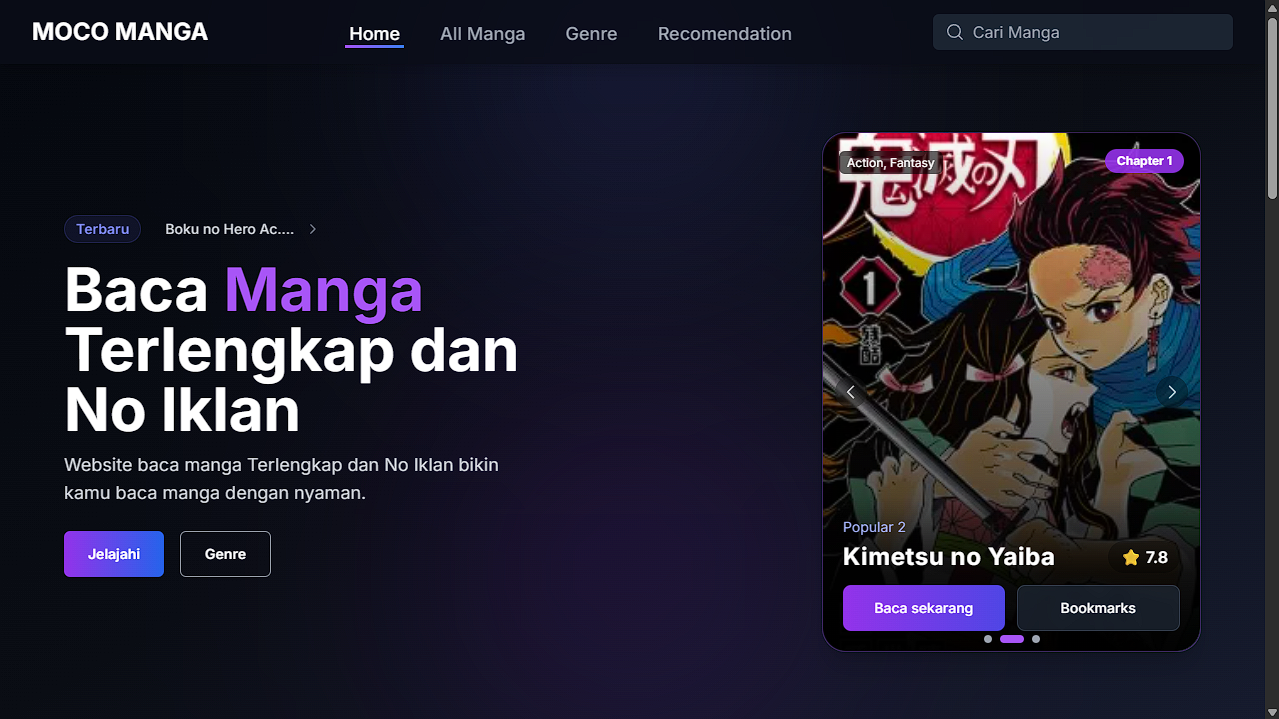 MOCO MANGA
Home
All Manga
Genre
Recomendation
Cari Manga
Terbaru
Boku no Hero Ac....
Baca Manga
Terlengkap dan
No Iklan
Website baca manga Terlengkap dan No Iklan bikin
kamu baca manga dengan nyaman.
Jelajahi
Genre
Action, Fantasy
Chapter 1
鬼滅の刃
1
Popular 2
Kimetsu no Yaiba
7.8
Baca sekarang
Bookmarks